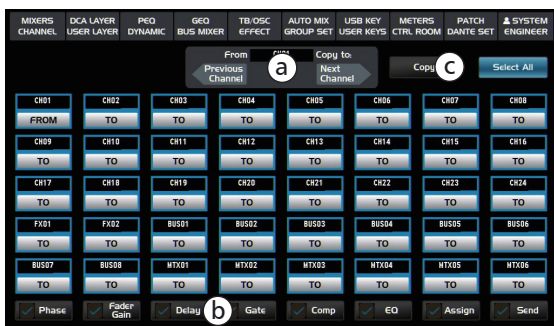 MIXERS DCA LAYER PEQ GEQ TB/OSC AUTO MIX USB KEY METERS PATCH SYSTEM
CHANNEL USER LAYER DYNAMIC BUS MIXER EFFECT GROUP SET USER KEYS CTRL ROOM DANTE SET ENGINEER
From Copy to:
Previous Channel a Next Channel
Copy c Select All
CH01 CH02 CH03 CH04 CH05 CH06 CH07 CH08
FROM TO TO TO TO TO TO TO
CH09 CH10 CH11 CH12 CH13 CH14 CH15 CH16
TO TO TO TO TO TO TO TO
CH17 CH18 CH19 CH20 CH21 CH22 CH23 CH24
TO TO TO TO TO TO TO TO
FX01 FX02 BUS01 BUS02 BUS03 BUS04 BUS05 BUS06
TO TO TO TO TO TO TO TO
BUS07 BUS08 MTX01 MTX02 MTX03 MTX04 MTX05 MTX06
TO TO TO TO TO TO TO TO
Phase Fader Gain Delay b Gate Comp EQ Assign Send